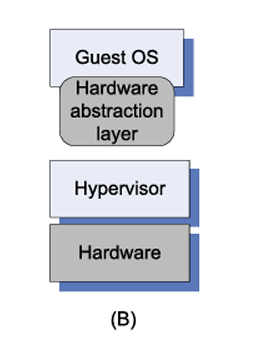 Guest OS
Hardware
abstraction
layer
Hypervisor
Hardware
(B)